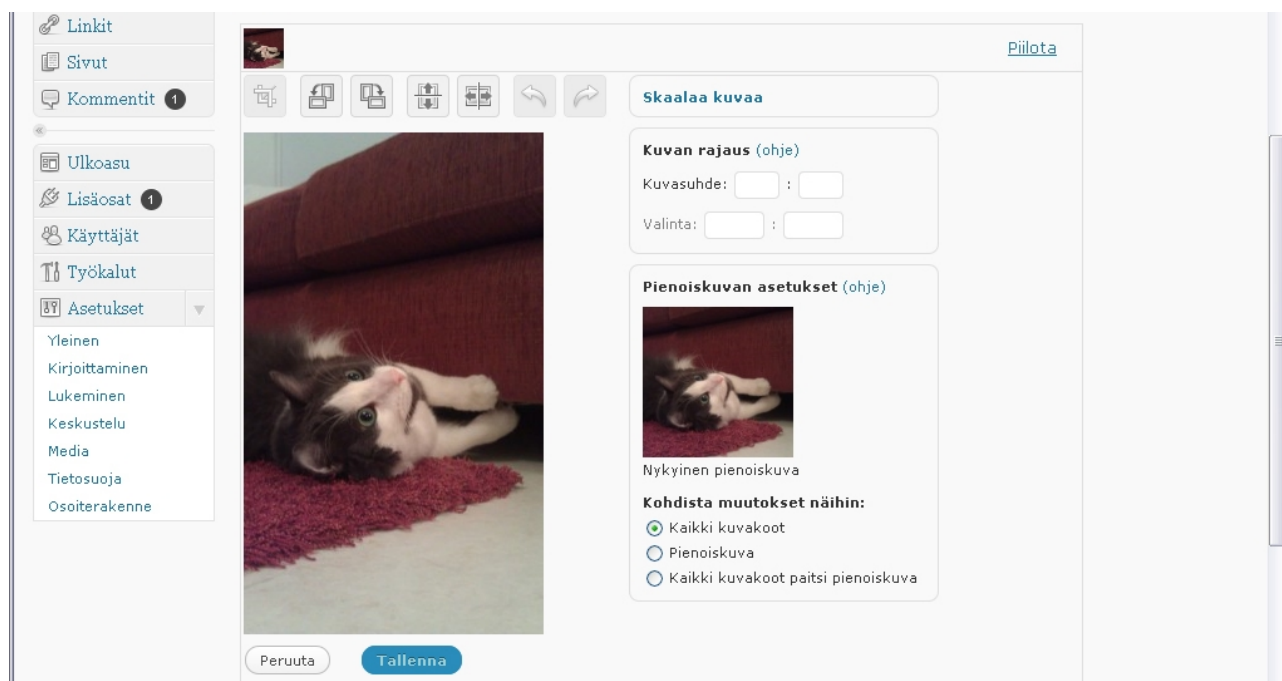 Linkit
Sivut
Kommentit 1
Ulkoasu
Lisäosat 1
Käyttäjät
Työkalut
Asetukset
Yleinen
Kirjoittaminen
Lukeminen
Keskustelu
Media
Tietosuoja
Osoiterakenne
Piilota
Skaalaa kuvaa
Kuvan rajaus (ohje)
Kuvasuhde: :
Valinta: :
Pienoiskuvan asetukset (ohje)
Nykyinen pienoiskuva
Kohdista muutokset näihin:
Kaikki kuvakoot
Pienoiskuva
Kaikki kuvakoot paitsi pienoiskuva
Peruuta
Tallenna